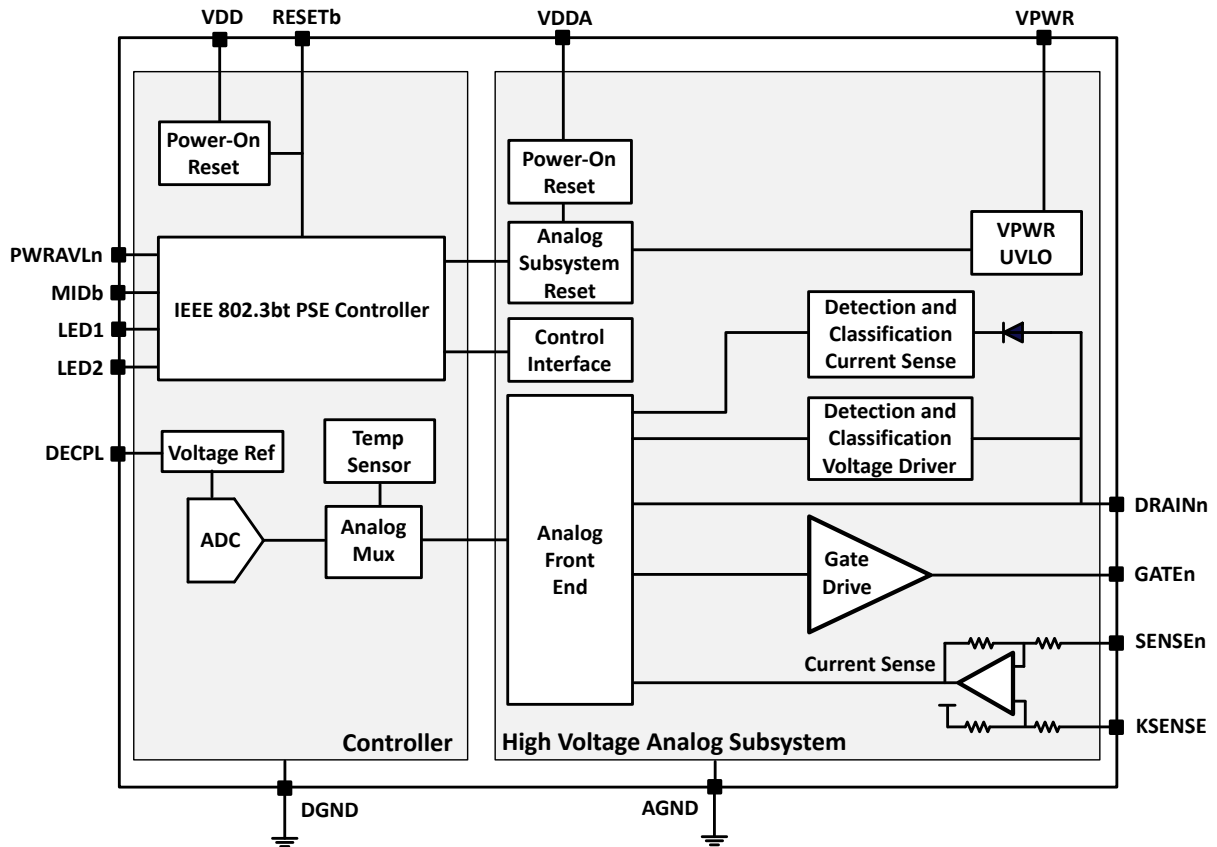 VDD
RESETb
VDDA
VPWR
Power-On
Reset
Power-On
Reset
PWRAVLn
MIDb
LED1
LED2
IEEE 802.3bt PSE Controller
Analog
Subsystem
Reset
VPWR
UVLO
Control
Interface
Detection and
Classification
Current Sense
Detection and
Classification
Voltage Driver
DECPL
Voltage Ref
Temp
Sensor
ADC
Analog
Mux
Analog
Front
End
Gate
Drive
DRAINn
GATEn
SENSEn
Current Sense
KSENSE
Controller
High Voltage Analog Subsystem
DGND
AGND